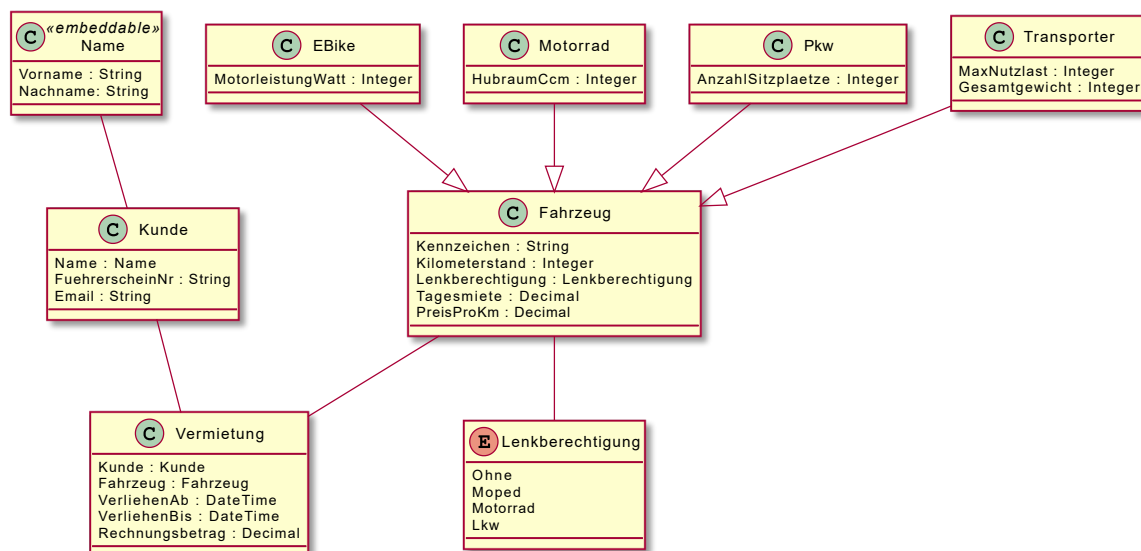 C «embeddable»
Name
Vorname : String
Nachname: String
C EBike
MotorleistungWatt : Integer
C Motorrad
HubraumCcm : Integer
C Pkw
AnzahlSitzplaetze : Integer
C Transporter
MaxNutzlast : Integer
Gesamtgewicht : Integer
C Kunde
Name : Name
FuehrerscheinNr : String
Email : String
C Fahrzeug
Kennzeichen : String
Kilometerstand : Integer
Lenkberechtigung : Lenkberechtigung
Tagesmiete : Decimal
PreisProKm : Decimal
C Vermietung
Kunde : Kunde
Fahrzeug : Fahrzeug
VerliehenAb : DateTime
VerliehenBis : DateTime
Rechnungsbetrag : Decimal
E Lenkberechtigung
Ohne
Moped
Motorrad
Lkw